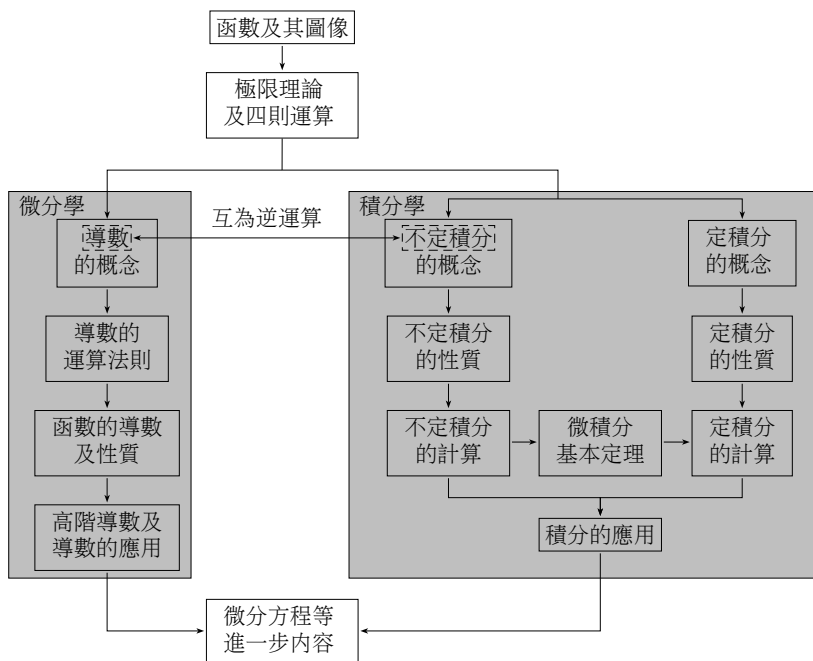 函數及其圖像
極限理論
及四則運算
微分學
導數
的概念
導數的
運算法則
函數的導數
及性質
高階導數及
導數的應用
互為逆運算
積分學
不定積分
的概念
定積分
的概念
不定積分
的性質
定積分
的性質
不定積分
的計算
微積分
基本定理
定積分
的計算
積分的應用
微分方程等
進一步内容